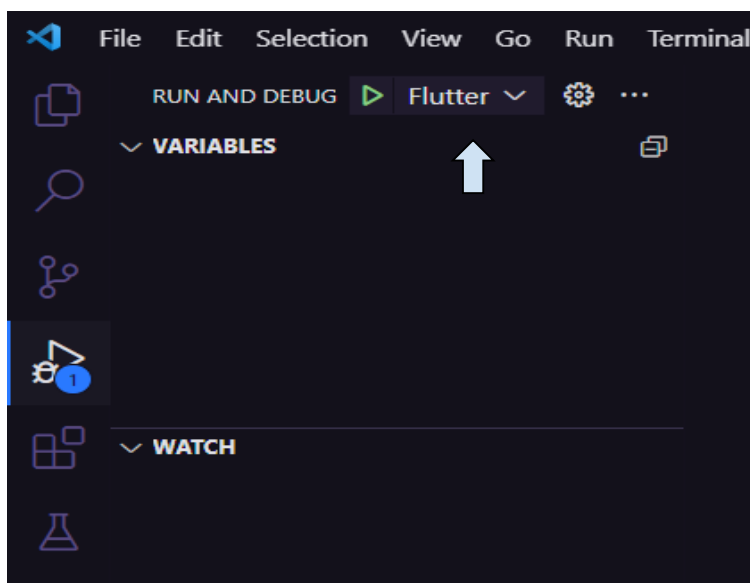 File Edit Selection View Go Run Terminal
RUN AND DEBUG Flutter
VARIABLES
1
WATCH